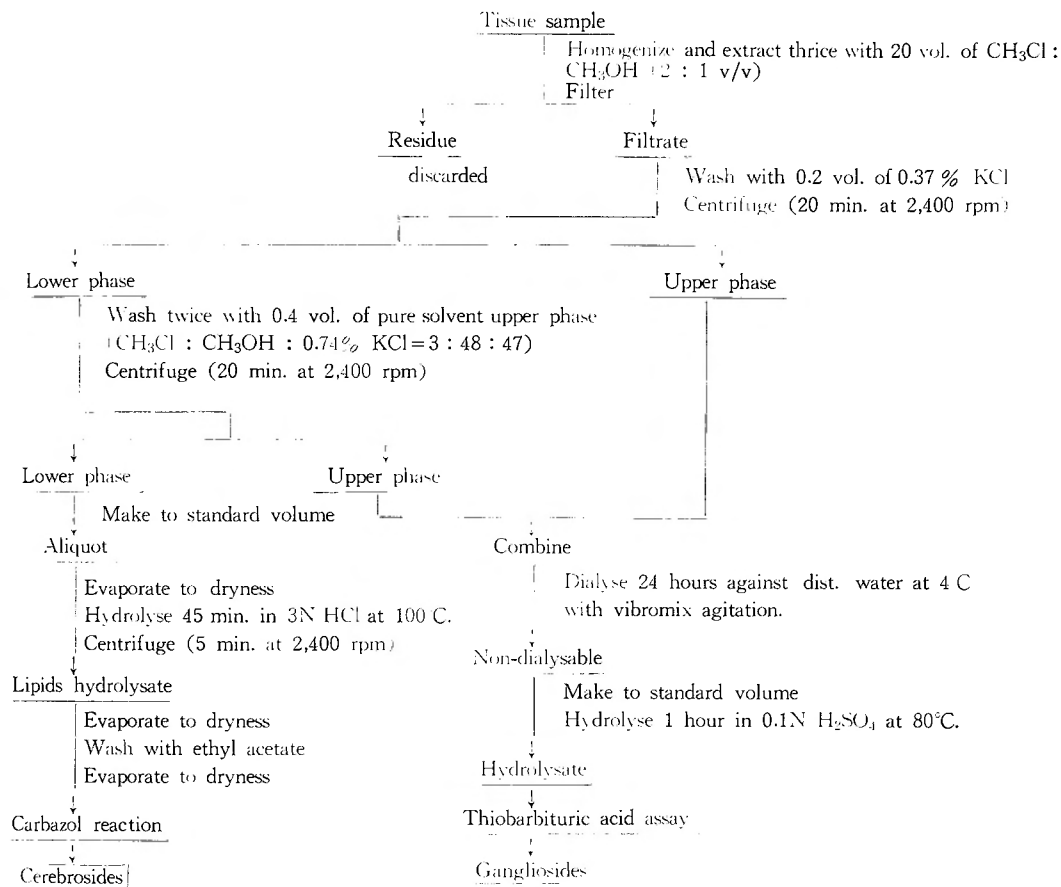 Tissue sample
Homogenize and extract thrice with 20 vol. of CH₃Cl :
CH₃OH (2 : 1 v/v)
Filter
Residue
Filtrate
discarded
Wash with 0.2 vol. of 0.37 % KCl
Centrifuge (20 min. at 2,400 rpm)
Lower phase
Upper phase
Wash twice with 0.4 vol. of pure solvent upper phase
(CH₃Cl : CH₃OH : 0.74% KCl = 3 : 48 : 47)
Centrifuge (20 min. at 2,400 rpm)
Lower phase
Upper phase
Make to standard volume
Aliquot
Combine
Evaporate to dryness
Hydrolyse 45 min. in 3N HCl at 100 C.
Centrifuge (5 min. at 2,400 rpm)
Dialyse 24 hours against dist. water at 4 C
with vibromix agitation.
Lipids hydrolysate
Non-dialysable
Evaporate to dryness
Wash with ethyl acetate
Evaporate to dryness
Make to standard volume
Hydrolyse 1 hour in 0.1N H₂SO₄ at 80°C.
Hydrolysate
Carbazol reaction
Thiobarbituric acid assay
Cerebrosides
Gangliosides